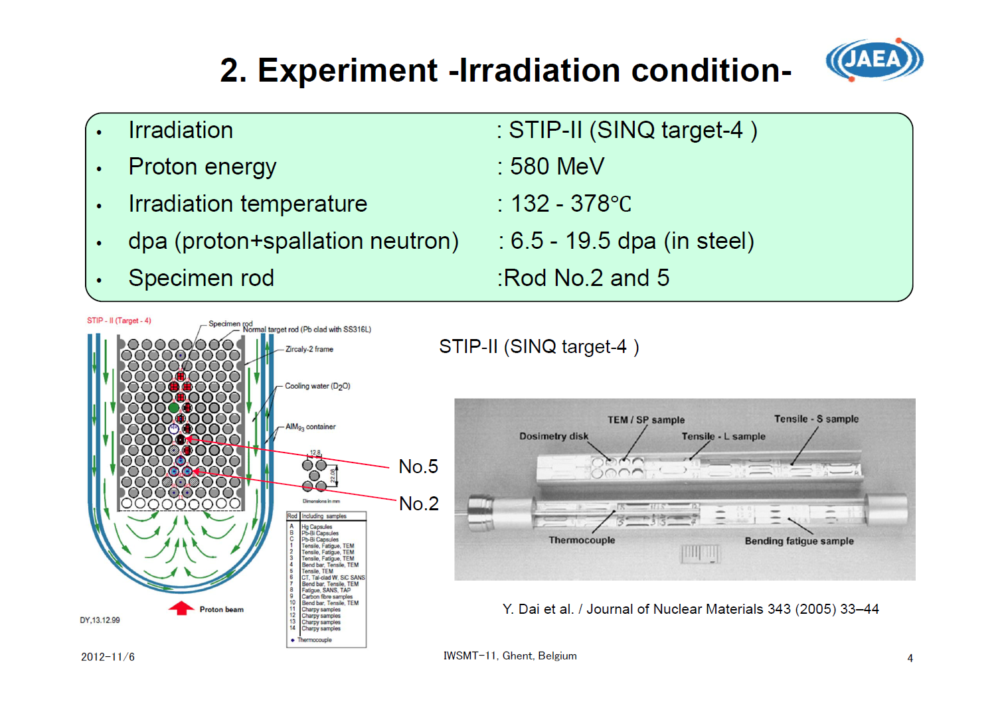 2. Experiment -Irradiation condition-
JAEA
• Irradiation : STIP-II (SINQ target-4 )
• Proton energy : 580 MeV
• Irradiation temperature : 132 - 378℃
• dpa (proton+spallation neutron) : 6.5 - 19.5 dpa (in steel)
• Specimen rod :Rod No.2 and 5
STIP - II (Target - 4)
Specimen rod
Normal target rod (Pb clad with SS316L)
Zircaly-2 frame
Cooling water (D2O)
AlMg3 container
12.8
22.08
Dimensions in mm
No.5
No.2
Rod Including samples
A Hg Capsules
B Pb-Bi Capsules
C Pb-Bi Capsules
1 Tensile, Fatigue, TEM
2 Tensile, Fatigue, TEM
3 Tensile, Fatigue, TEM
4 Bend bar, Tensile, TEM
5 Tensile, TEM
6 CT, Tal-clad W, SiC SANS
7 Bend bar, Tensile, TEM
8 Fatigue, SANS, TAP
9 Carbon fibre samples
10 Bend bar, Tensile, TEM
11 Charpy samples
12 Charpy samples
13 Charpy samples
14 Charpy samples
Thermocouple
Proton beam
DY,13.12.99
STIP-II (SINQ target-4 )
TEM / SP sample
Tensile - S sample
Dosimetry disk
Tensile - L sample
Thermocouple
Bending fatigue sample
Y. Dai et al. / Journal of Nuclear Materials 343 (2005) 33–44
2012-11/6
IWSMT-11, Ghent, Belgium
4